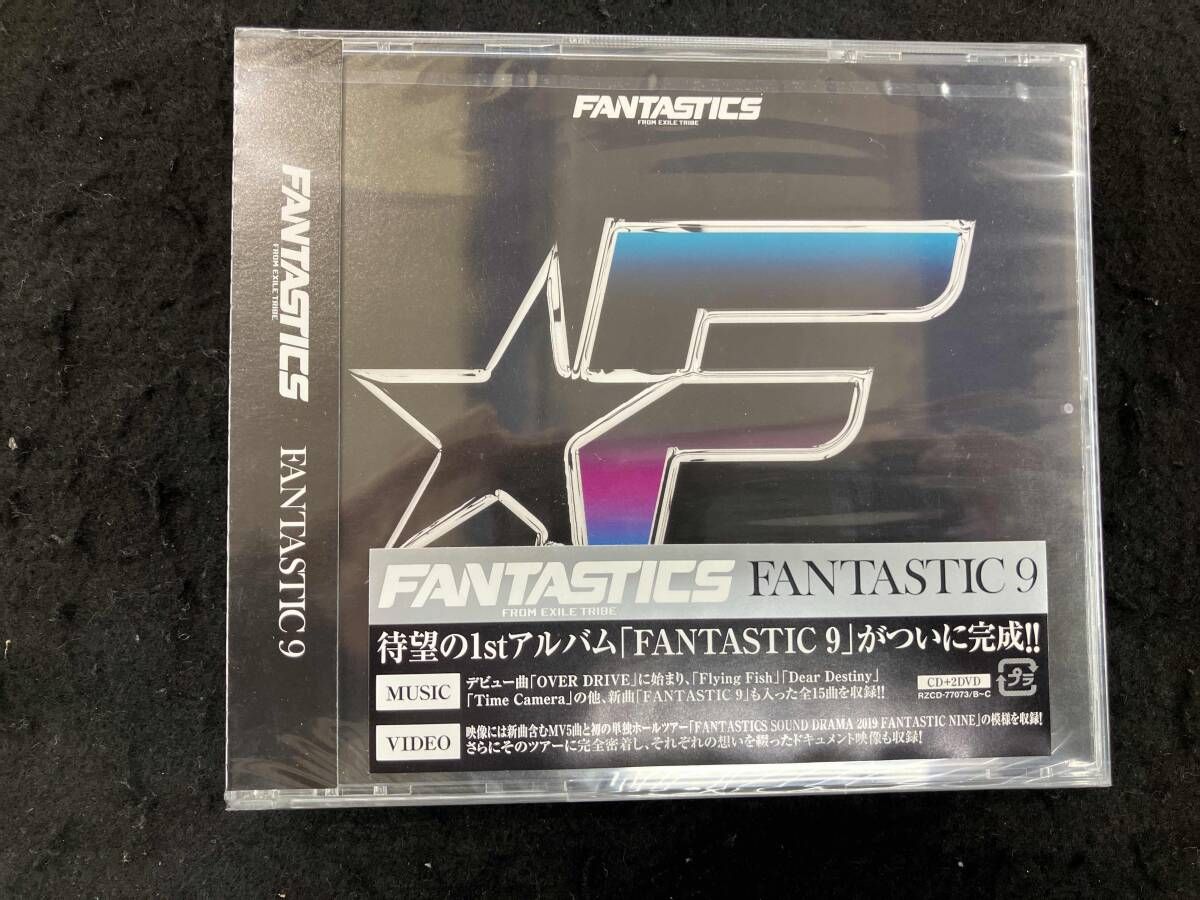 FANTASTICS
FROM EXILE TRIBE
FANTASTICS
FROM EXILE TRIBE
FANTASTIC 9
FANTASTICS
FROM EXILE TRIBE
FANTASTIC 9
待望の1stアルバム「FANTASTIC 9」がついに完成!!
MUSIC
デビュー曲「OVER DRIVE」に始まり、「Flying Fish」「Dear Destiny」
「Time Camera」の他、新曲「FANTASTIC 9」も入った全15曲を収録!!
CD+2DVD
RZCD-77073/B~C
プラ
VIDEO
映像には新曲含むMV5曲と初の単独ホールツアー「FANTASTICS SOUND DRAMA 2019 FANTASTIC NINE」の模様を収録!
さらにそのツアーに完全密着し、それぞれの想いを綴ったドキュメント映像も収録!